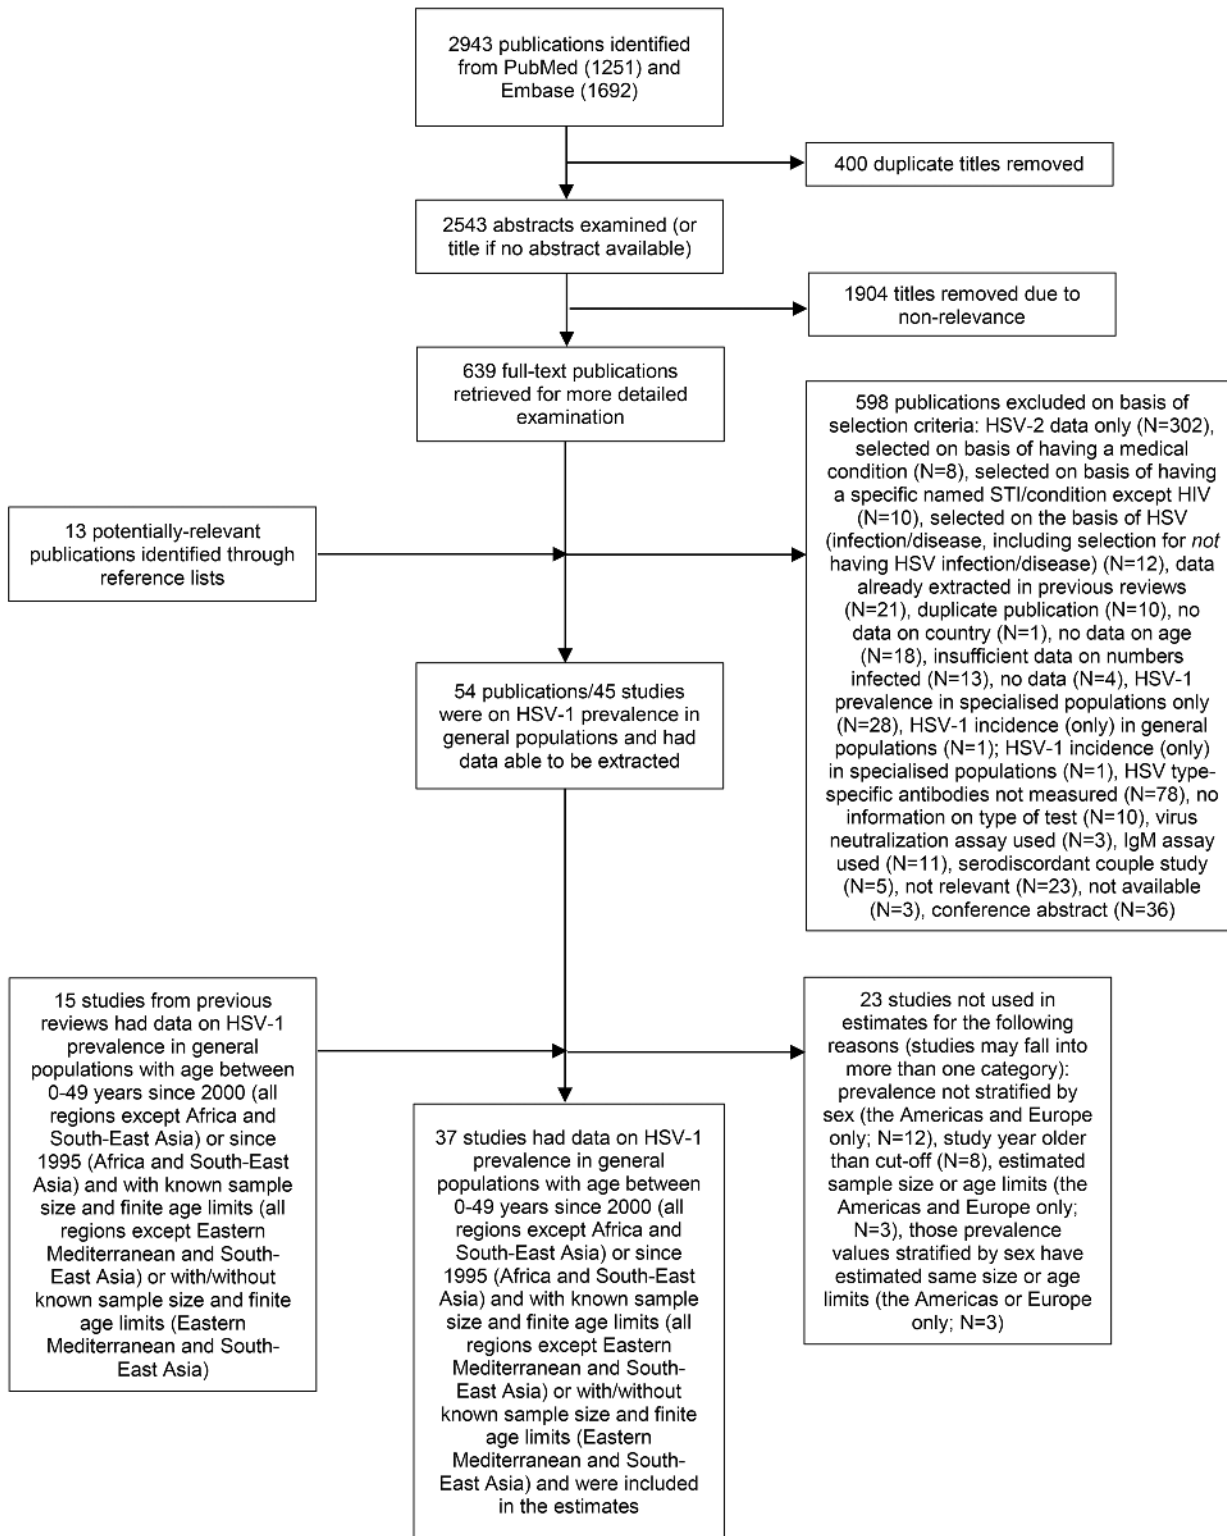 2943 publications identified
from PubMed (1251) and
Embase (1692)
400 duplicate titles removed
2543 abstracts examined (or
title if no abstract available)
1904 titles removed due to
non-relevance
639 full-text publications
retrieved for more detailed
examination
598 publications excluded on basis of
selection criteria: HSV-2 data only (N=302),
selected on basis of having a medical
condition (N=8), selected on basis of having
a specific named STI/condition except HIV
(N=10), selected on the basis of HSV
(infection/disease, including selection for not
having HSV infection/disease) (N=12), data
already extracted in previous reviews
(N=21), duplicate publication (N=10), no
data on country (N=1), no data on age
(N=18), insufficient data on numbers
infected (N=13), no data (N=4), HSV-1
prevalence in specialised populations only
(N=28), HSV-1 incidence (only) in general
populations (N=1); HSV-1 incidence (only)
in specialised populations (N=1), HSV type-
specific antibodies not measured (N=78), no
information on type of test (N=10), virus
neutralization assay used (N=3), IgM assay
used (N=11), serodiscordant couple study
(N=5), not relevant (N=23), not available
(N=3), conference abstract (N=36)
13 potentially-relevant
publications identified through
reference lists
54 publications/45 studies
were on HSV-1 prevalence in
general populations and had
data able to be extracted
15 studies from previous
reviews had data on HSV-1
prevalence in general
populations with age between
0-49 years since 2000 (all
regions except Africa and
South-East Asia) or since
1995 (Africa and South-East
Asia) and with known sample
size and finite age limits (all
regions except Eastern
Mediterranean and South-
East Asia) or with/without
known sample size and finite
age limits (Eastern
Mediterranean and South-
East Asia)
23 studies not used in
estimates for the following
reasons (studies may fall into
more than one category):
prevalence not stratified by
sex (the Americas and Europe
only; N=12), study year older
than cut-off (N=8), estimated
sample size or age limits (the
Americas and Europe only;
N=3), those prevalence
values stratified by sex have
estimated same size or age
limits (the Americas or Europe
only; N=3)
37 studies had data on HSV-1
prevalence in general
populations with age between
0-49 years since 2000 (all
regions except Africa and
South-East Asia) or since
1995 (Africa and South-East
Asia) and with known sample
size and finite age limits (all
regions except Eastern
Mediterranean and South-
East Asia) or with/without
known sample size and finite
age limits (Eastern
Mediterranean and South-
East Asia) and were included
in the estimates